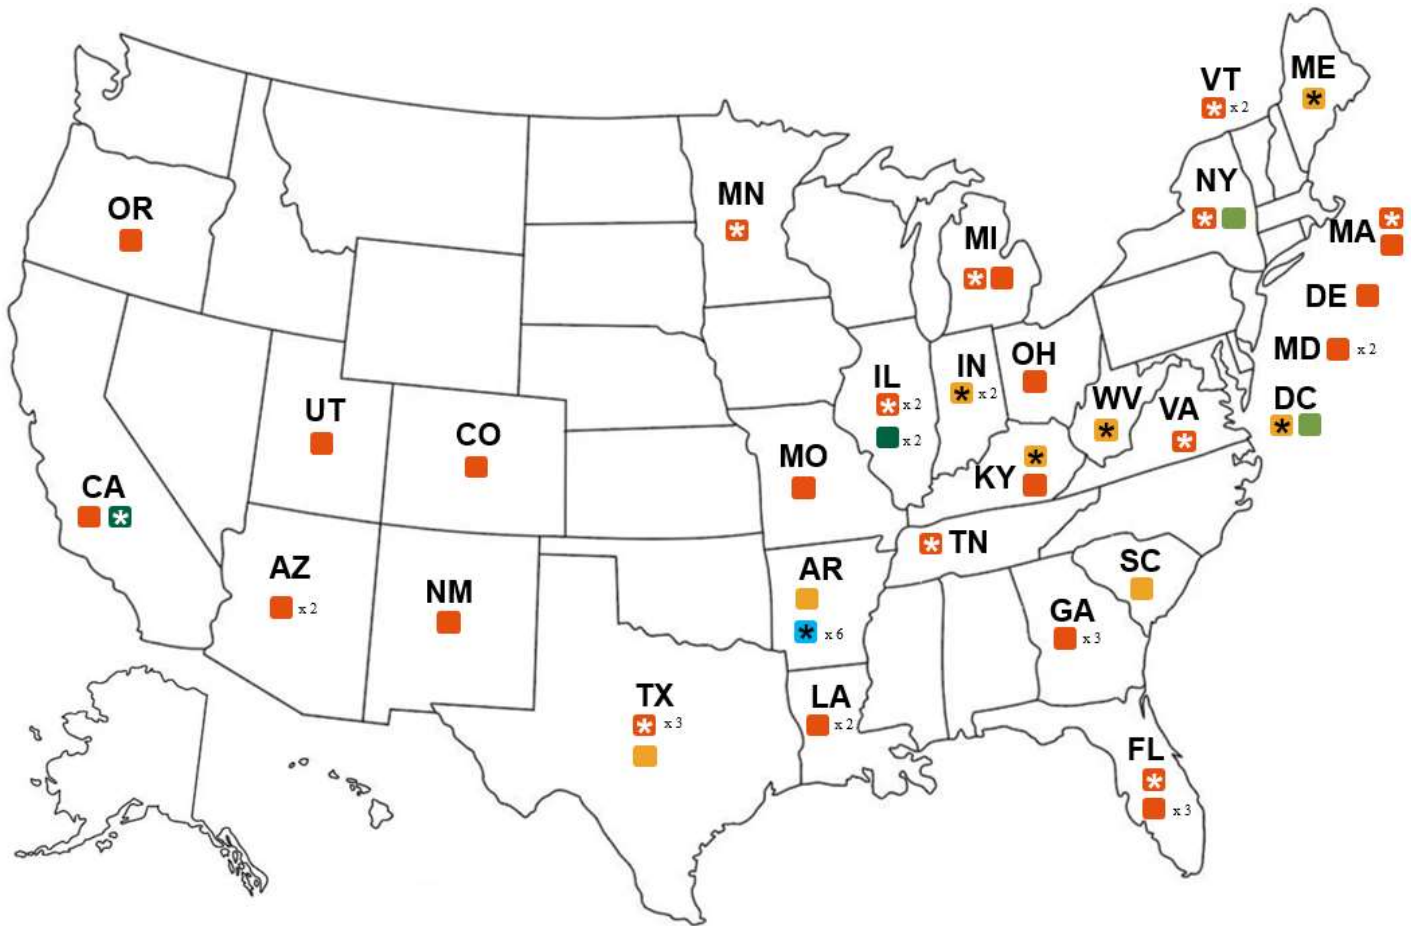 VT
* x 2
ME
*
OR
MN
*
NY
*
MI
*
MA *
DE
MD x 2
IL
* x 2
x 2
IN
* x 2
OH
WV
*
VA
*
DC
*
UT
CO
MO
KY *
CA
*
* TN
AZ
x 2
NM
AR
* x 6
SC
GA
x 3
TX
* x 3
LA
x 2
FL
*
x 3